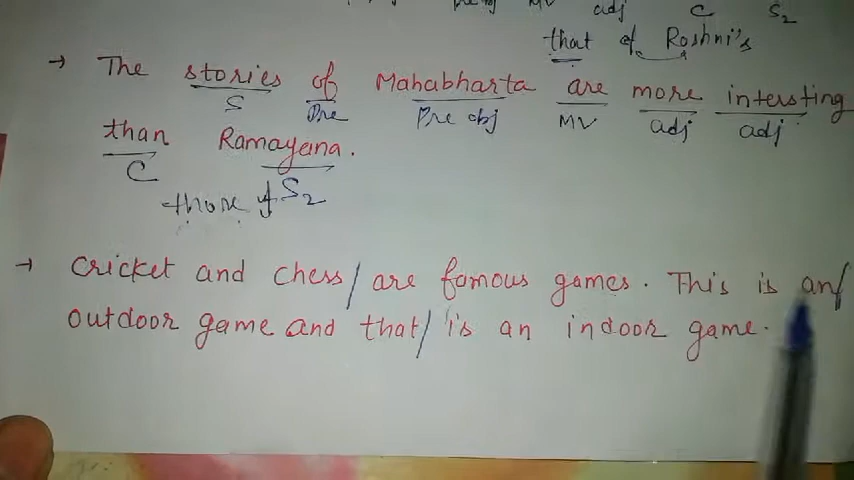 adj C S2
that of Roshni's
→ The stories of Mahabharta are more intersting
S Pre Pre obj MV adj adj
than Ramayana.
C S2
those of
→ Cricket and chess/ are famous games. This is an/
outdoor game and that/ is an indoor game.